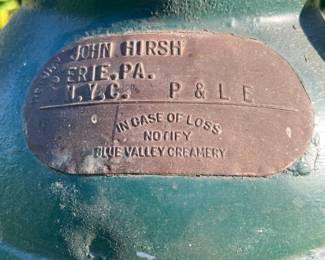 JOHN HIRSH
ERIE, PA.
N.Y.C. P & L E
IN CASE OF LOSS
NOTIFY
BLUE VALLEY CREAMERY